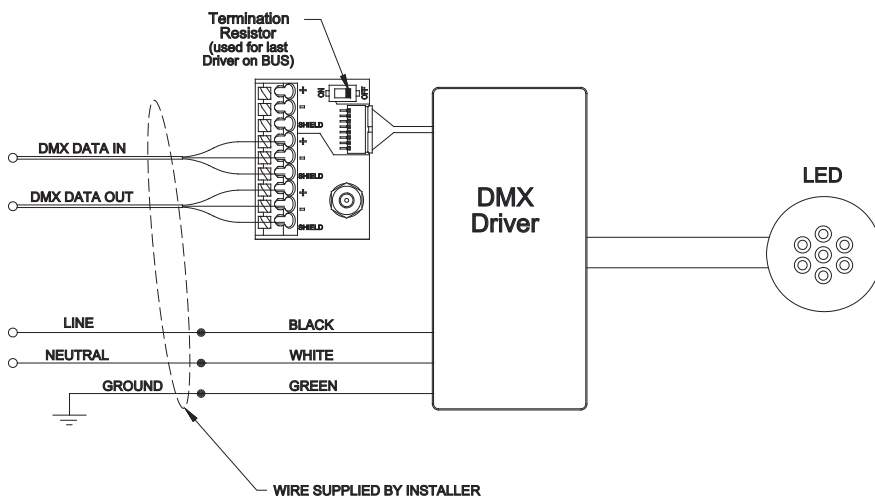 Termination
Resistor
(used for last
Driver on BUS)
ON
OFF
+
-
SHIELD
+
-
SHIELD
+
-
SHIELD
DMX DATA IN
DMX DATA OUT
DMX
Driver
LED
LINE
BLACK
NEUTRAL
WHITE
GROUND
GREEN
WIRE SUPPLIED BY INSTALLER